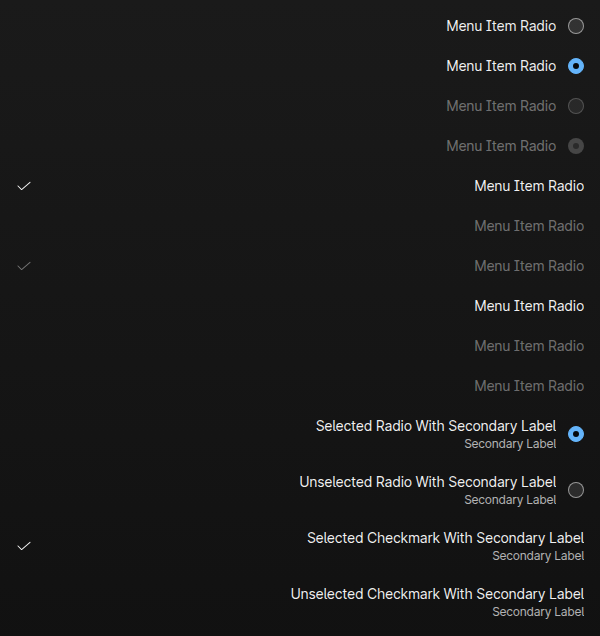 Menu Item Radio
Menu Item Radio
Menu Item Radio
Menu Item Radio
Menu Item Radio
Menu Item Radio
Menu Item Radio
Menu Item Radio
Menu Item Radio
Menu Item Radio
Selected Radio With Secondary Label
Secondary Label
Unselected Radio With Secondary Label
Secondary Label
Selected Checkmark With Secondary Label
Secondary Label
Unselected Checkmark With Secondary Label
Secondary Label